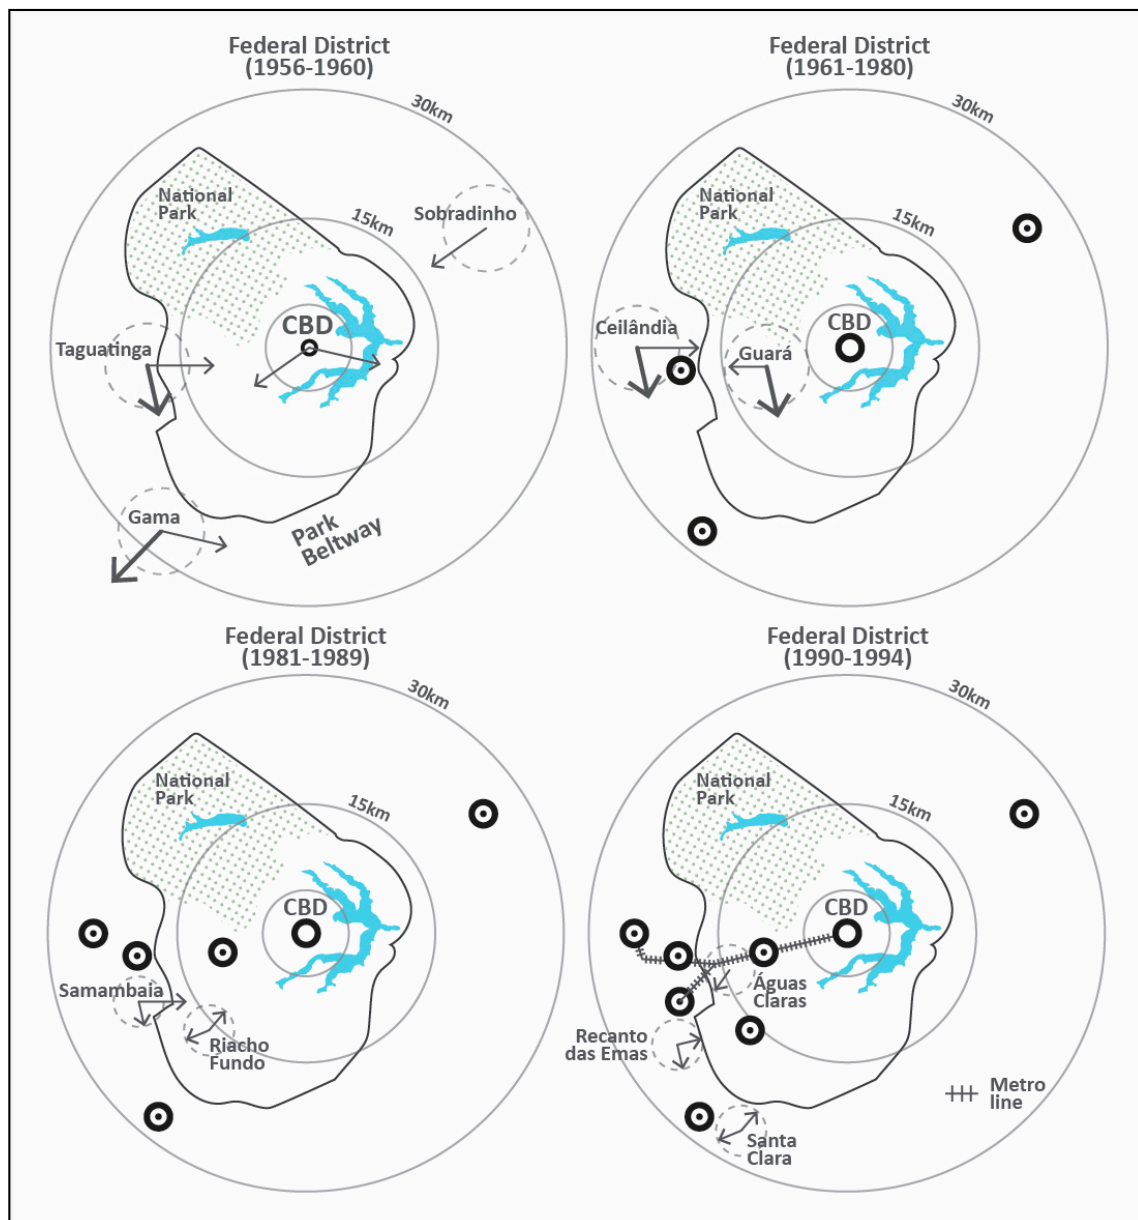 Federal District
(1956-1960)
30km
National
Park
15km
Sobradinho
CBD
Taguatinga
Gama
Park
Beltway
Federal District
(1961-1980)
30km
National
Park
15km
Ceilândia
CBD
Guará
Federal District
(1981-1989)
30km
National
Park
15km
CBD
Samambaia
Riacho
Fundo
Federal District
(1990-1994)
30km
National
Park
15km
CBD
Águas
Claras
Recanto
das Emas
Metro
line
Santa
Clara